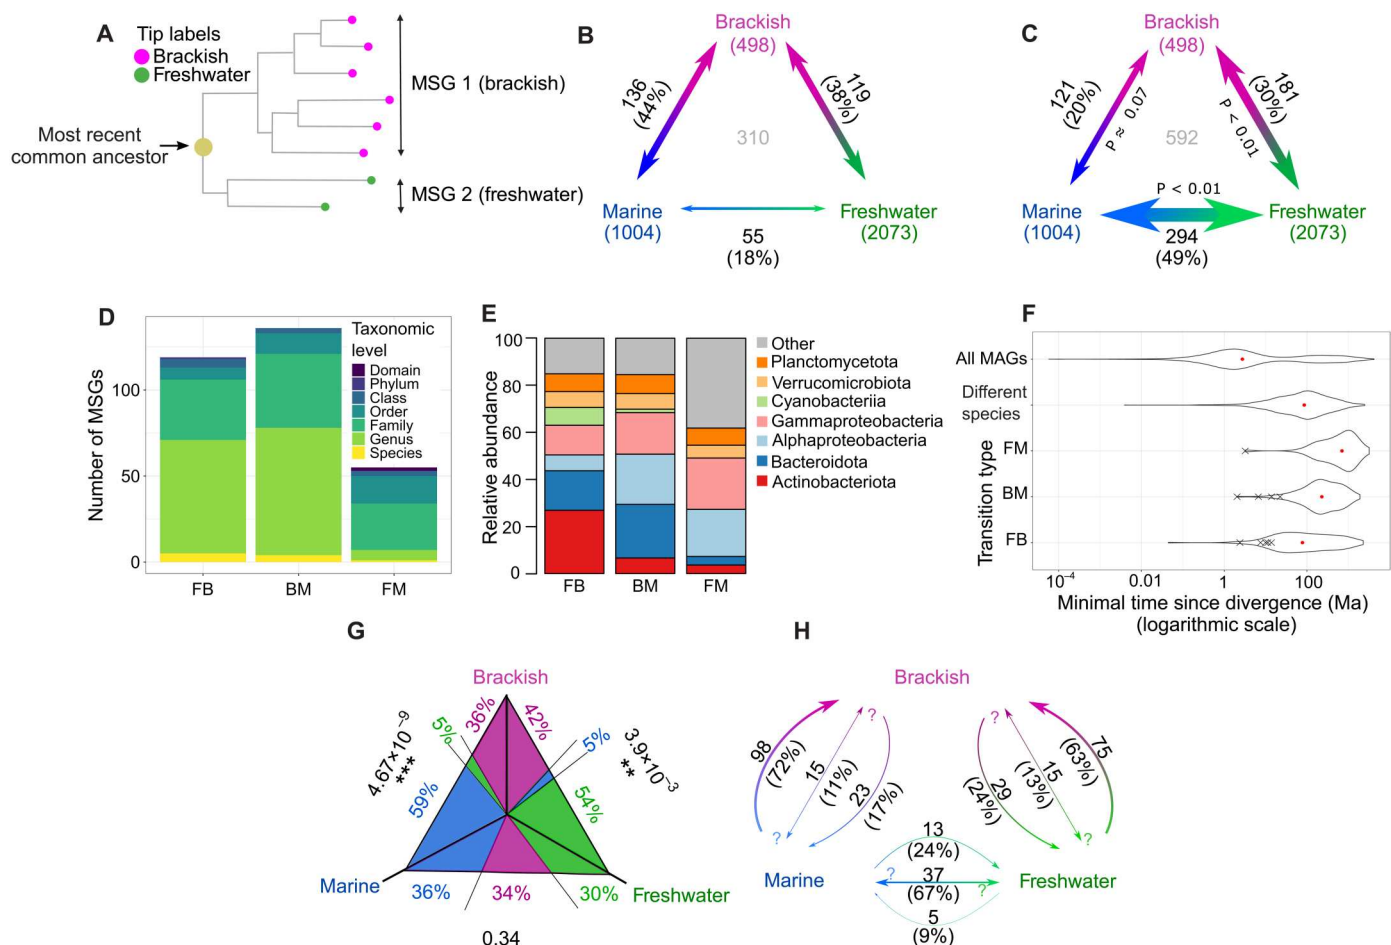 A
Tip labels
Brackish
Freshwater
Most recent
common ancestor
MSG 1 (brackish)
MSG 2 (freshwater)
B
Brackish
(498)
136
(44%)
119
(38%)
310
Marine
(1004)
Freshwater
(2073)
55
(18%)
C
Brackish
(498)
121
(20%)
P ≈ 0.07
181
(30%)
P < 0.01
592
P < 0.01
Marine
(1004)
Freshwater
(2073)
294
(49%)
D
Number of MSGs
100
50
0
FB
BM
FM
Taxonomic
level
Domain
Phylum
Class
Order
Family
Genus
Species
E
Relative abundance
100
80
60
40
20
0
FB
BM
FM
Other
Planctomycetota
Verrucomicrobiota
Cyanobacteriia
Gammaproteobacteria
Alphaproteobacteria
Bacteroidota
Actinobacteriota
F
Transition type
All MAGs
Different
species
FM
BM
FB
10⁻⁴
0.01
1
100
Minimal time since divergence (Ma)
(logarithmic scale)
G
Brackish
36%
42%
5%
5%
4.67×10⁻⁹
***
3.9×10⁻³
**
59%
54%
Marine
36%
34%
30%
Freshwater
0.34
H
Brackish
98
(72%)
?
15
(11%)
?
23
(17%)
?
29
(24%)
15
(13%)
?
75
(63%)
Marine
Freshwater
13
(24%)
?
37
(67%)
?
5
(9%)